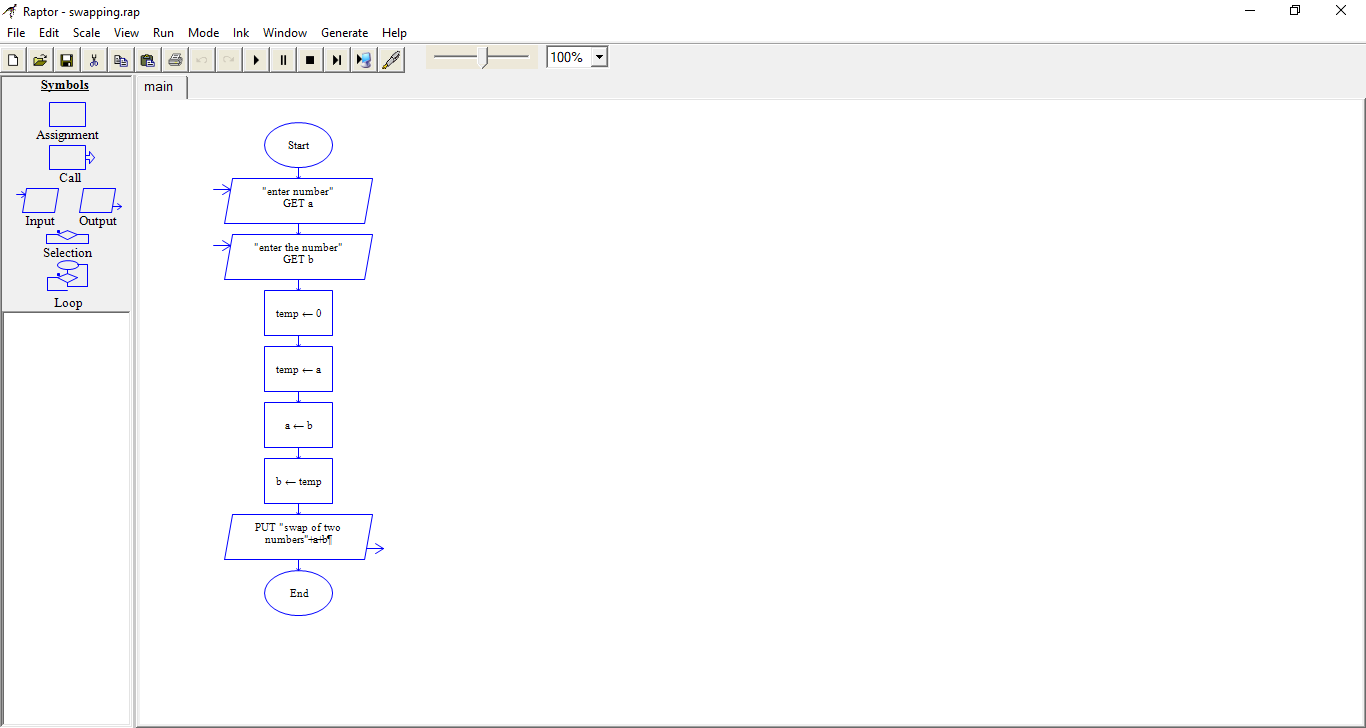 Raptor - swapping.rap
File Edit Scale View Run Mode Ink Window Generate Help
100%
Symbols
Assignment
Call
Input Output
Selection
Loop
main
Start
"enter number"
GET a
"enter the number"
GET b
temp ← 0
temp ← a
a ← b
b ← temp
PUT "swap of two
numbers"+a+b¶
End